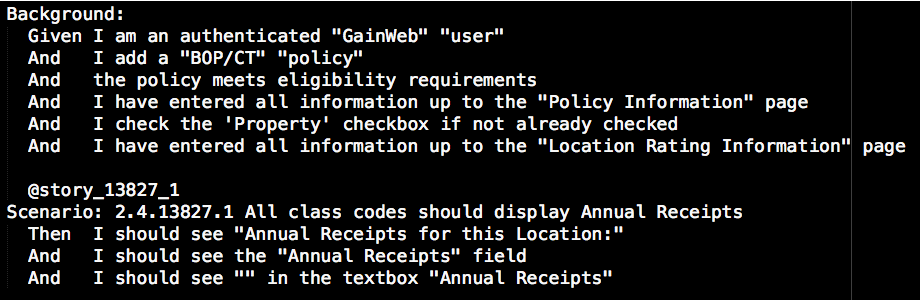 Background:
Given I am an authenticated "GainWeb" "user"
And I add a "BOP/CT" "policy"
And the policy meets eligibility requirements
And I have entered all information up to the "Policy Information" page
And I check the 'Property' checkbox if not already checked
And I have entered all information up to the "Location Rating Information" page
@story_13827_1
Scenario: 2.4.13827.1 All class codes should display Annual Receipts
Then I should see "Annual Receipts for this Location:"
And I should see the "Annual Receipts" field
And I should see "" in the textbox "Annual Receipts"